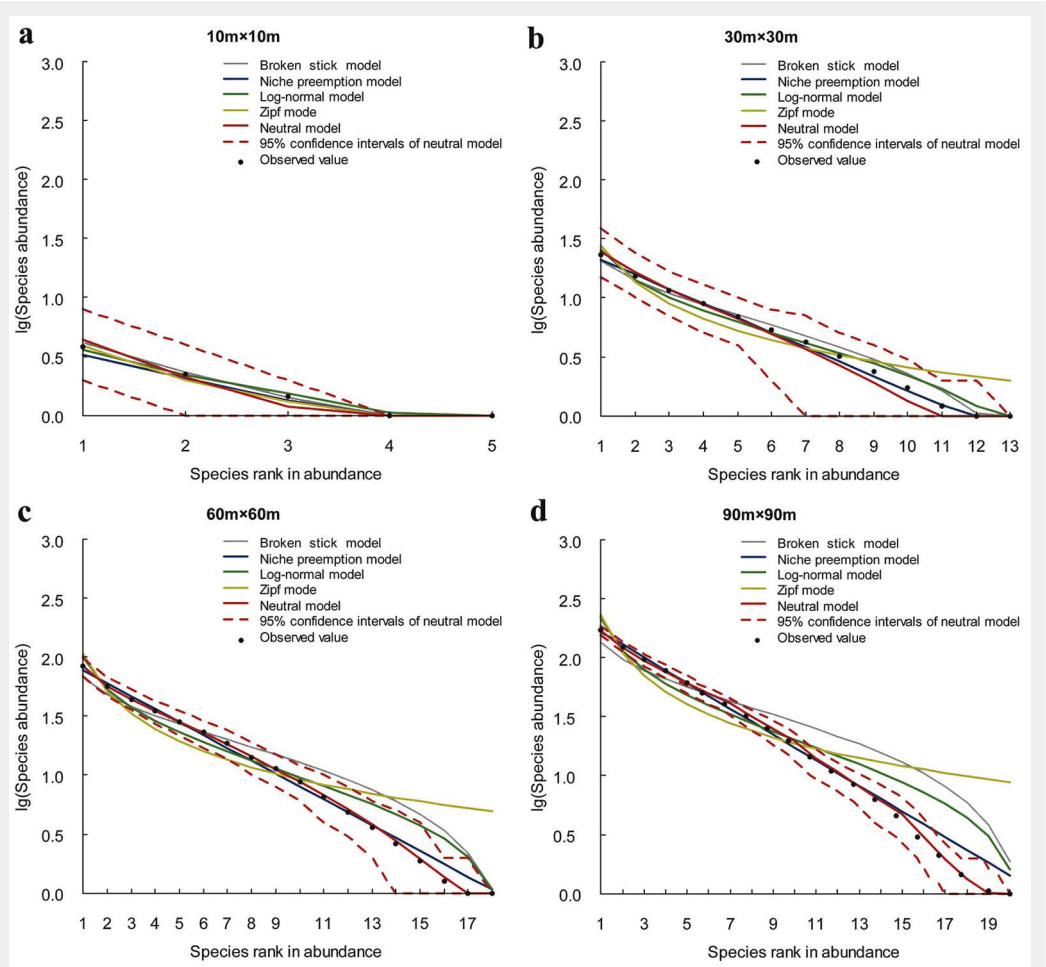 a
10m×10m
3.0
2.5
2.0
1.5
1.0
0.5
0.0
lg(Species abundance)
Broken stick model
Niche preemption model
Log-normal model
Zipf mode
Neutral model
95% confidence intervals of neutral model
Observed value
1 2 3 4 5
Species rank in abundance
b
30m×30m
3.0
2.5
2.0
1.5
1.0
0.5
0.0
lg(Species abundance)
Broken stick model
Niche preemption model
Log-normal model
Zipf mode
Neutral model
95% confidence intervals of neutral model
Observed value
1 2 3 4 5 6 7 8 9 10 11 12 13
Species rank in abundance
c
60m×60m
3.0
2.5
2.0
1.5
1.0
0.5
0.0
lg(Species abundance)
Broken stick model
Niche preemption model
Log-normal model
Zipf mode
Neutral model
95% confidence intervals of neutral model
Observed value
1 2 3 4 5 6 7 8 9 11 13 15 17
Species rank in abundance
d
90m×90m
3.0
2.5
2.0
1.5
1.0
0.5
0.0
lg(Species abundance)
Broken stick model
Niche preemption model
Log-normal model
Zipf mode
Neutral model
95% confidence intervals of neutral model
Observed value
1 3 5 7 9 11 13 15 17 19
Species rank in abundance